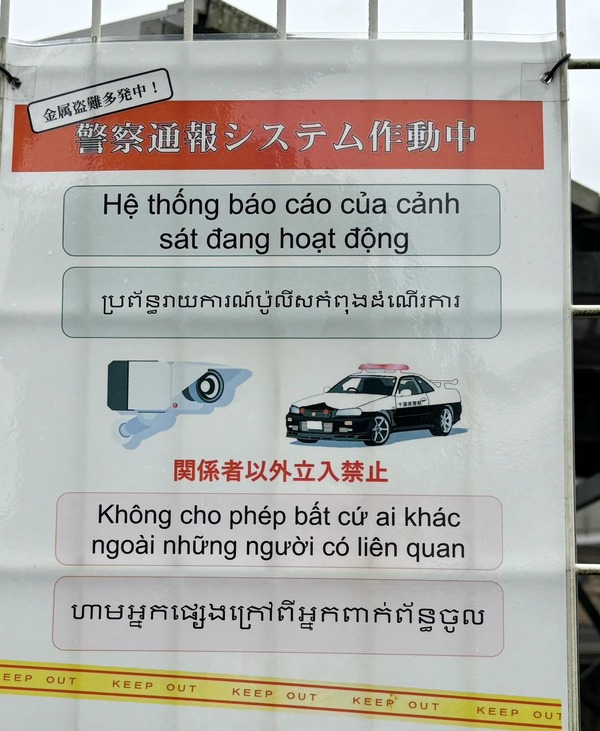 金属盗難多発中！
警察通報システム作動中
Hệ thống báo cáo của cảnh
sát đang hoạt động
ប្រព័ន្ធរាយការណ៍ប៉ូលីសកំពុងដំណើរការ
千葉県警察
関係者以外立入禁止
Không cho phép bất cứ ai khác
ngoài những người có liên quan
ហាមអ្នកផ្សេងក្រៅពីអ្នកពាក់ព័ន្ធចូល
KEEP OUT KEEP OUT KEEP OUT KEEP OUT KEEP OUT